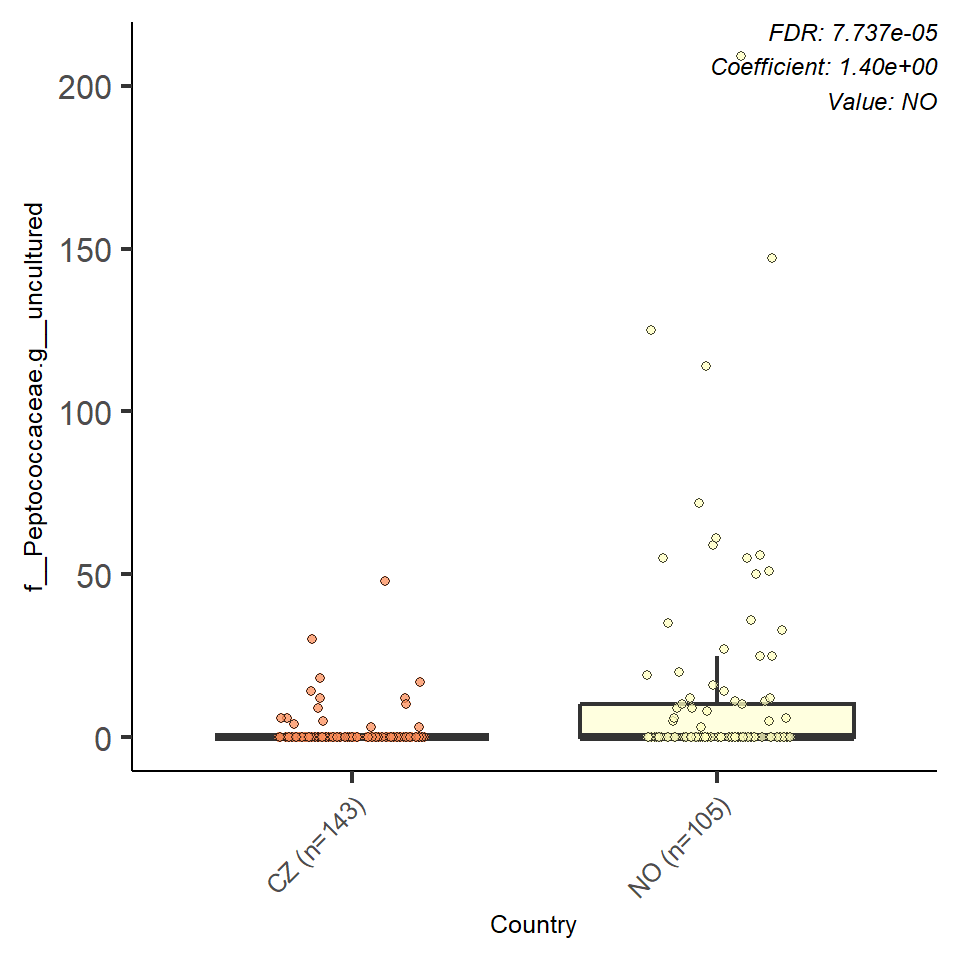 FDR: 7.737e-05
Coefficient: 1.40e+00
Value: NO
200
150
100
50
0
f__Peptococcaceae.g__uncultured
CZ (n=143)
NO (n=105)
Country